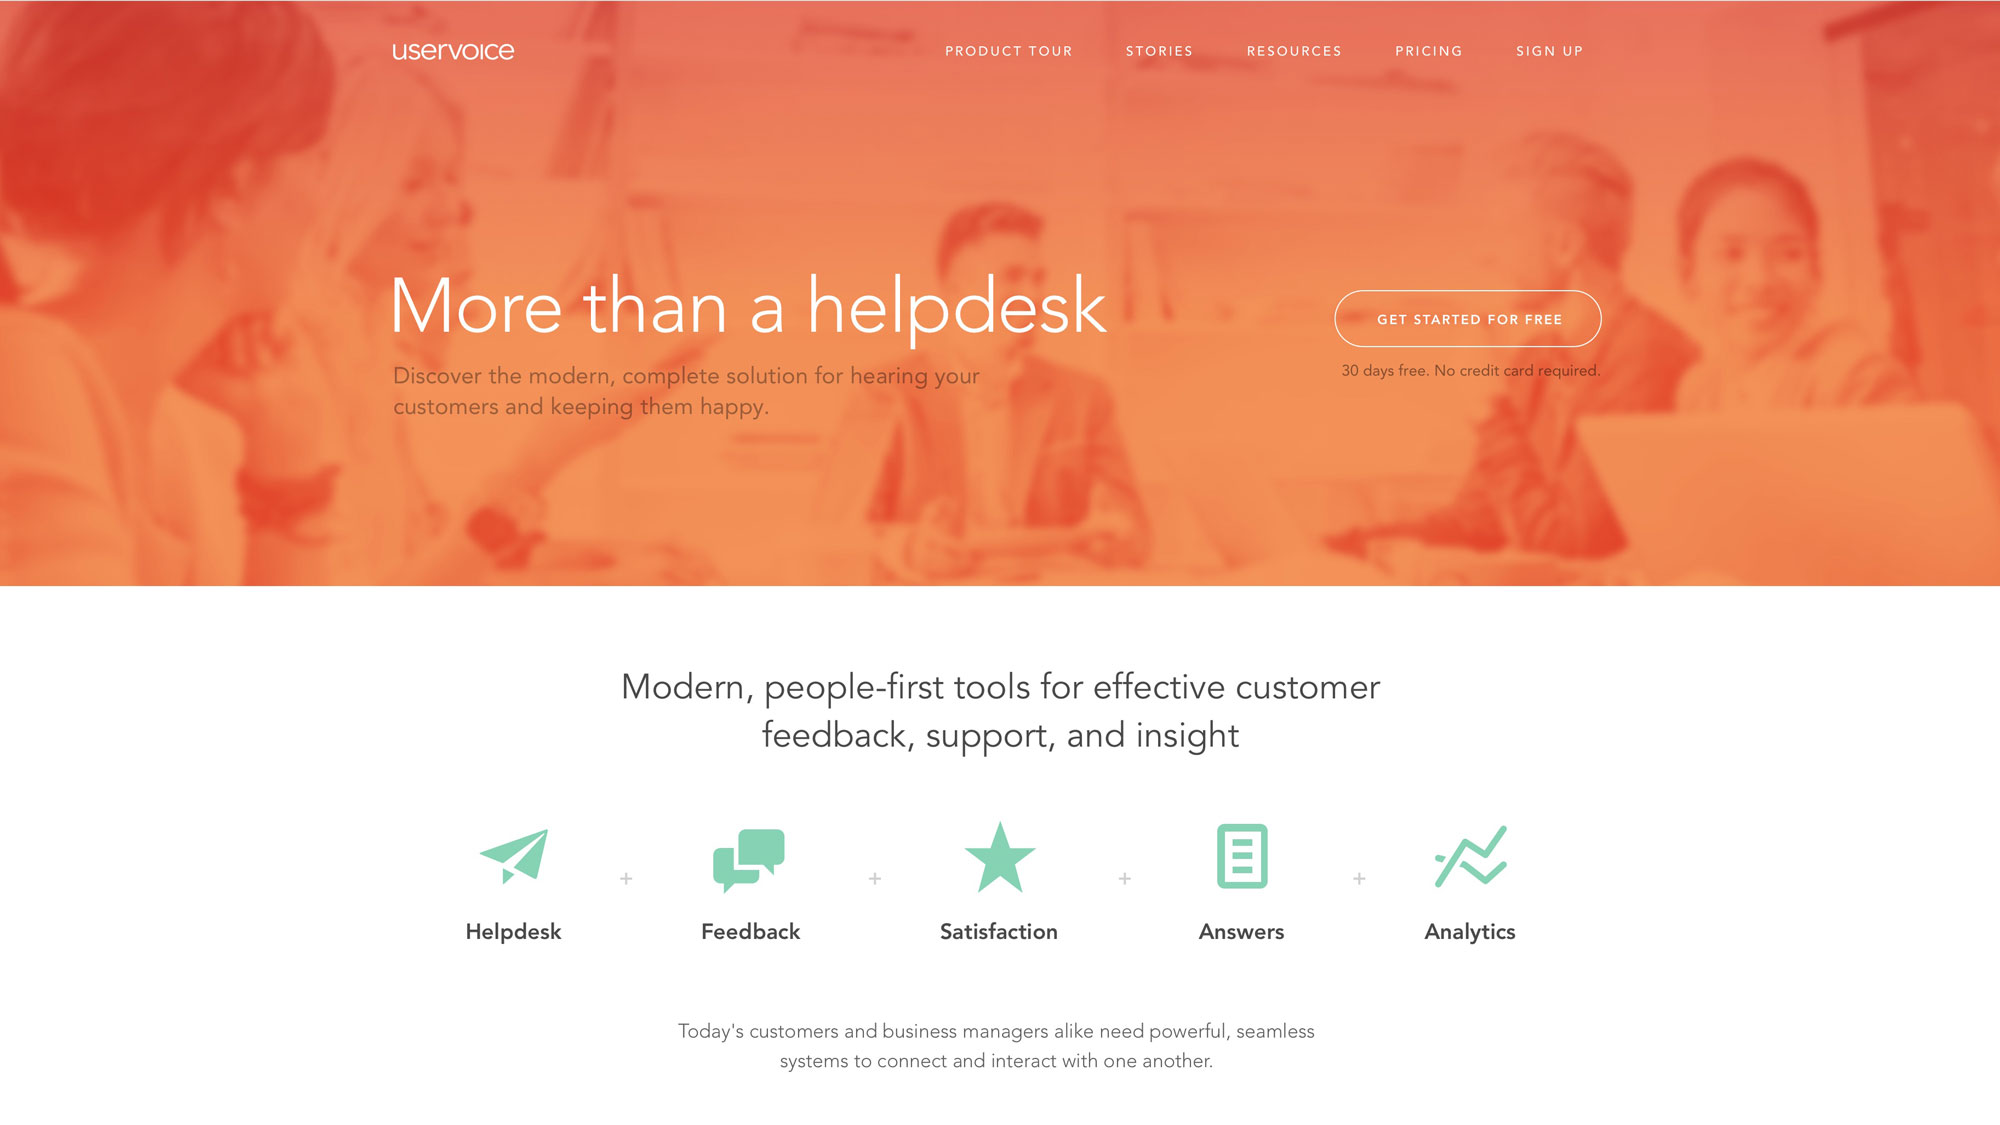 uservoice
PRODUCT TOUR
STORIES
RESOURCES
PRICING
SIGN UP
More than a helpdesk
Discover the modern, complete solution for hearing your
customers and keeping them happy.
GET STARTED FOR FREE
30 days free. No credit card required.
Modern, people-first tools for effective customer
feedback, support, and insight
+
+
+
+
Helpdesk
Feedback
Satisfaction
Answers
Analytics
Today's customers and business managers alike need powerful, seamless
systems to connect and interact with one another.